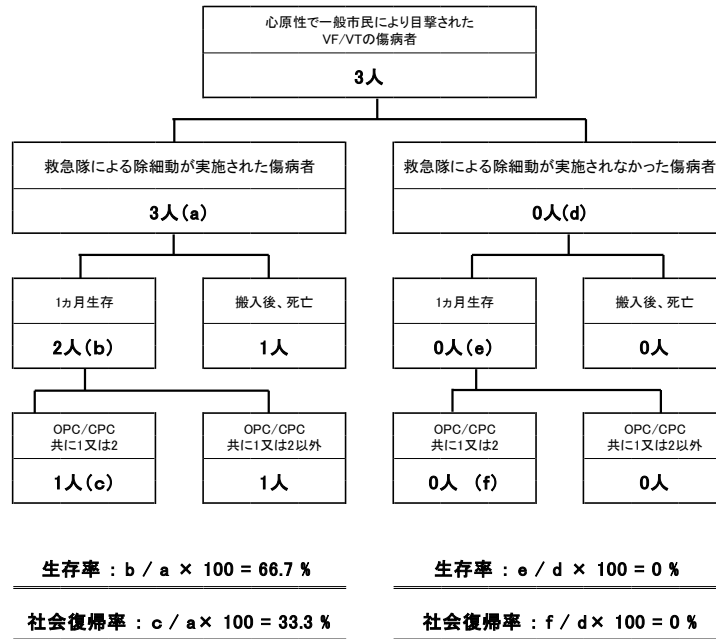 心原性で一般市民により目撃された
VF/VTの傷病者
3人
救急隊による除細動が実施された傷病者
3人(a)
救急隊による除細動が実施されなかった傷病者
0人(d)
1ヵ月生存
2人(b)
搬入後、死亡
1人
1ヵ月生存
0人(e)
搬入後、死亡
0人
OPC/CPC
共に1又は2
1人(c)
OPC/CPC
共に1又は2以外
1人
OPC/CPC
共に1又は2
0人 (f)
OPC/CPC
共に1又は2以外
0人
生存率 : b / a × 100 = 66.7 %
生存率 : e / d × 100 = 0 %
社会復帰率 : c / a× 100 = 33.3 %
社会復帰率 : f / d× 100 = 0 %